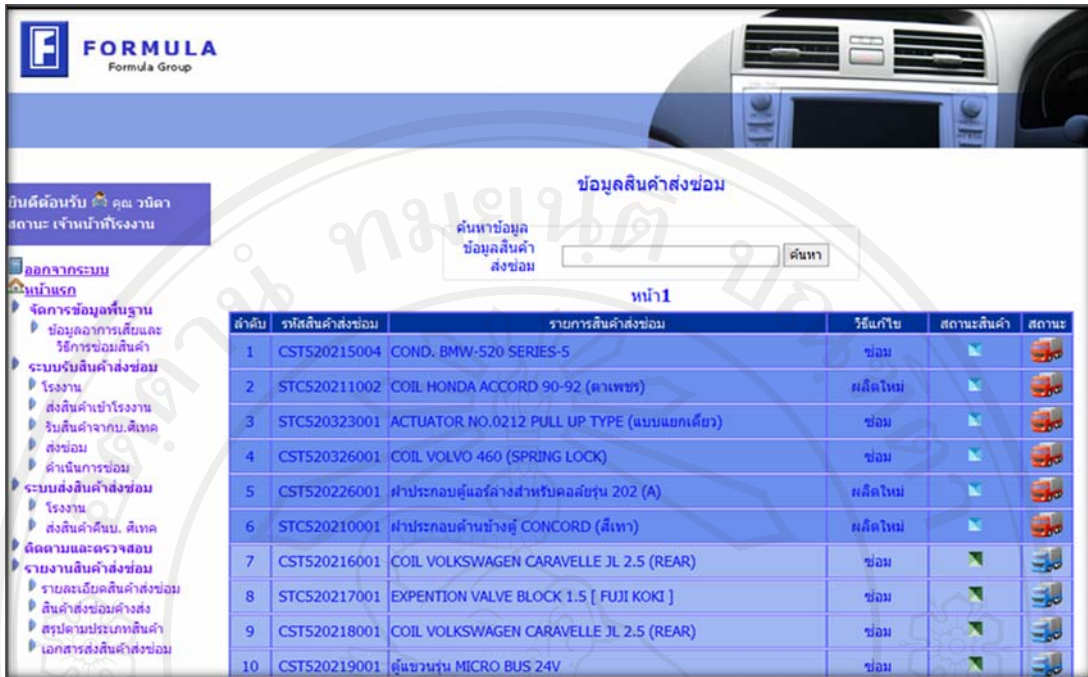 FORMULA
Formula Group
ยินดีต้อนรับ คุณ วนิดา
สถานะ เจ้าหน้าที่โรงงาน
ออกจากระบบ
หน้าแรก
จัดการข้อมูลพื้นฐาน
ข้อมูลอาการเสียและ
วิธีการซ่อมสินค้า
ระบบรับสินค้าส่งซ่อม
โรงงาน
ส่งสินค้าเข้าโรงงาน
รับสินค้าจากบ.ศิเทค
ส่งซ่อม
ดำเนินการซ่อม
ระบบส่งสินค้าส่งซ่อม
โรงงาน
ส่งสินค้าคืนบ. ศิเทค
ติดตามและตรวจสอบ
รายงานสินค้าส่งซ่อม
รายละเอียดสินค้าส่งซ่อม
สินค้าส่งซ่อมค้างส่ง
สรุปตามประเภทสินค้า
เอกสารส่งสินค้าส่งซ่อม
ข้อมูลสินค้าส่งซ่อม
ค้นหาข้อมูล
ข้อมูลสินค้า
ส่งซ่อม
ค้นหา
หน้า1
ลำดับ รหัสสินค้าส่งซ่อม รายการสินค้าส่งซ่อม วิธีแก้ไข สถานะสินค้า สถานะ
1 CST520215004 COND. BMW-520 SERIES-5 ซ่อม
2 STC520211002 COIL HONDA ACCORD 90-92 (ตาเพชร) ผลิตใหม่
3 STC520323001 ACTUATOR NO.0212 PULL UP TYPE (แบบแยกเดี่ยว) ซ่อม
4 CST520326001 COIL VOLVO 460 (SPRING LOCK) ซ่อม
5 CST520226001 ฝาประกอบตู้แอร์ล่างสำหรับคอล์ยรุ่น 202 (A) ผลิตใหม่
6 STC520210001 ฝาประกอบด้านข้างตู้ CONCORD (สีเทา) ผลิตใหม่
7 CST520216001 COIL VOLKSWAGEN CARAVELLE JL 2.5 (REAR) ซ่อม
8 STC520217001 EXPENTION VALVE BLOCK 1.5 [ FUJI KOKI ] ซ่อม
9 CST520218001 COIL VOLKSWAGEN CARAVELLE JL 2.5 (REAR) ซ่อม
10 CST520219001 ตู้แขวนรุ่น MICRO BUS 24V ซ่อม